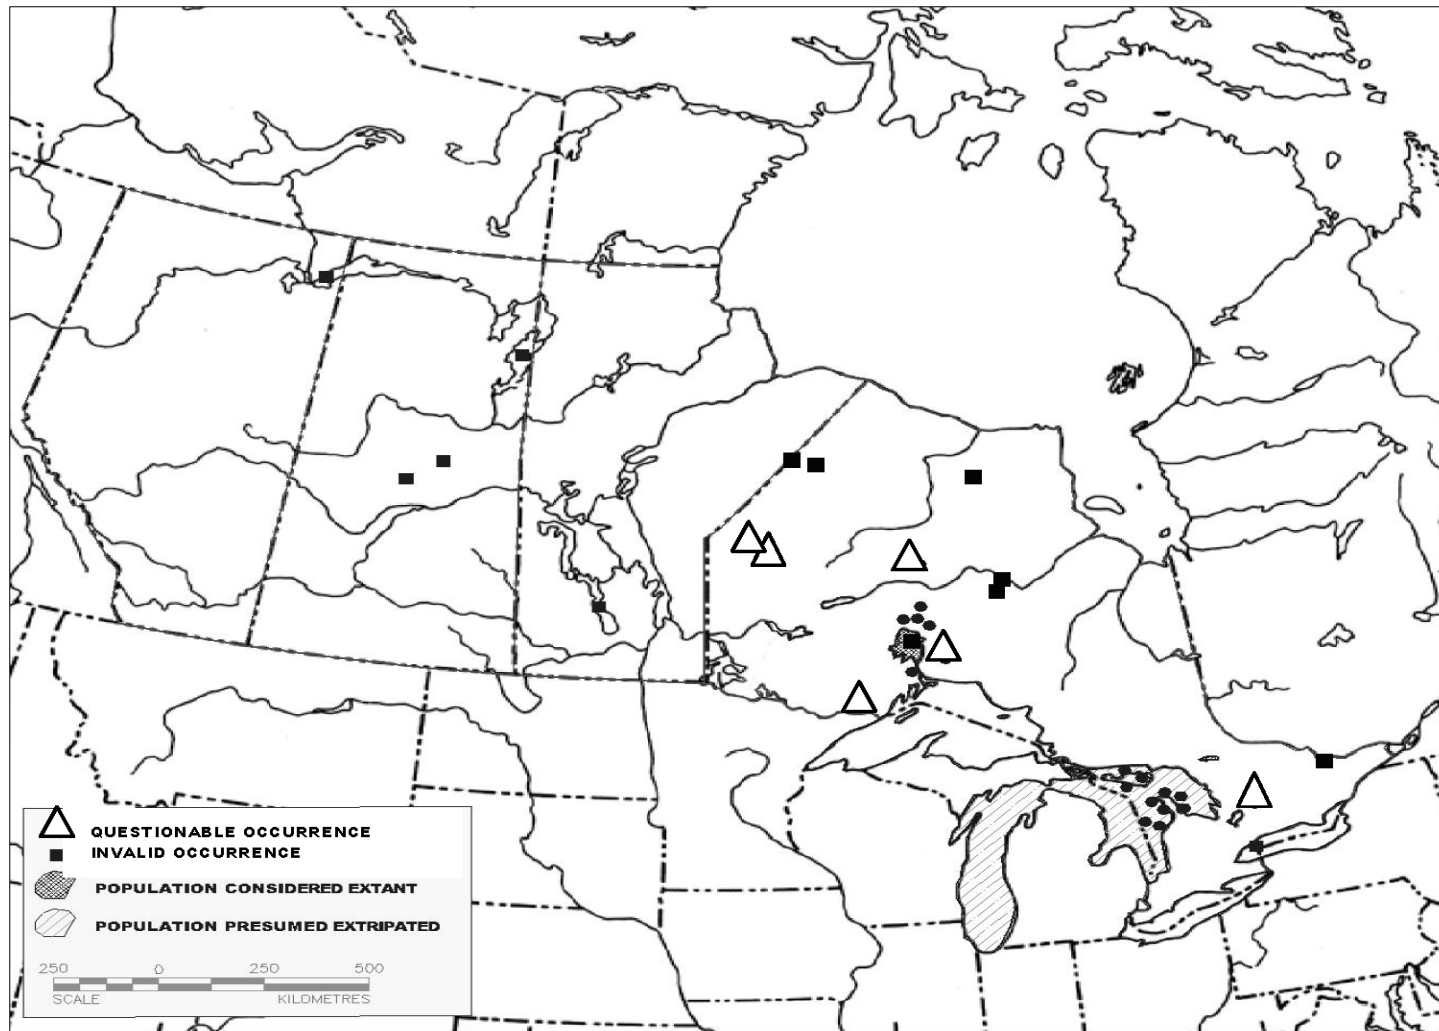 QUESTIONABLE OCCURRENCE
INVALID OCCURRENCE
POPULATION CONSIDERED EXTANT
POPULATION PRESUMED EXTRIPATED
250 0 250 500
SCALE KILOMETRES